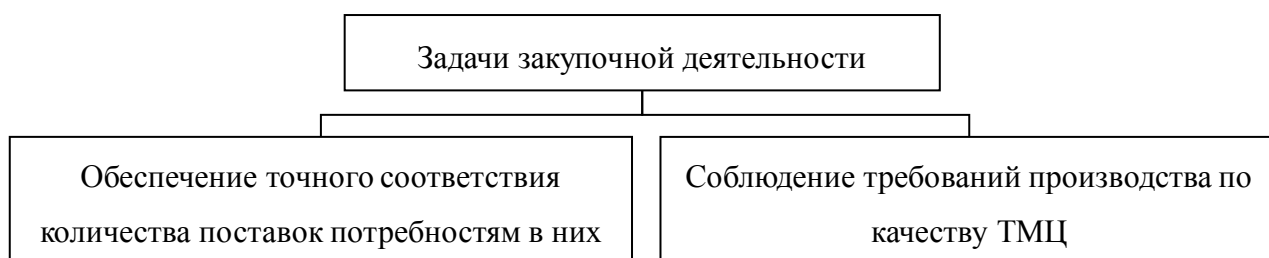 Задачи закупочной деятельности
Обеспечение точного соответствия
количества поставок потребностям в них
Соблюдение требований производства по
качеству ТМЦ